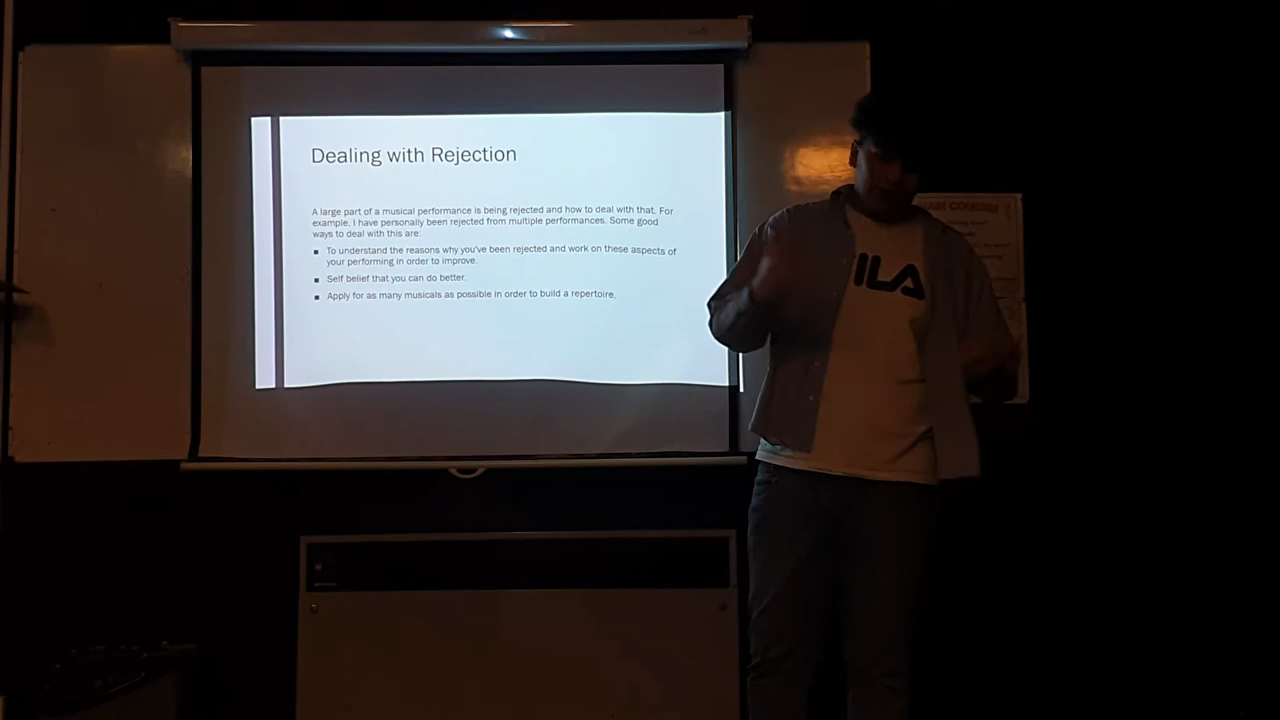 Dealing with Rejection
A large part of a musical performance is being rejected and how to deal with that. For
example, I have personally been rejected from multiple performances. Some good
ways to deal with this are:
To understand the reasons why you've been rejected and work on these aspects of
your performing in order to improve.
Self belief that you can do better.
Apply for as many musicals as possible in order to build a repertoire.
ILA